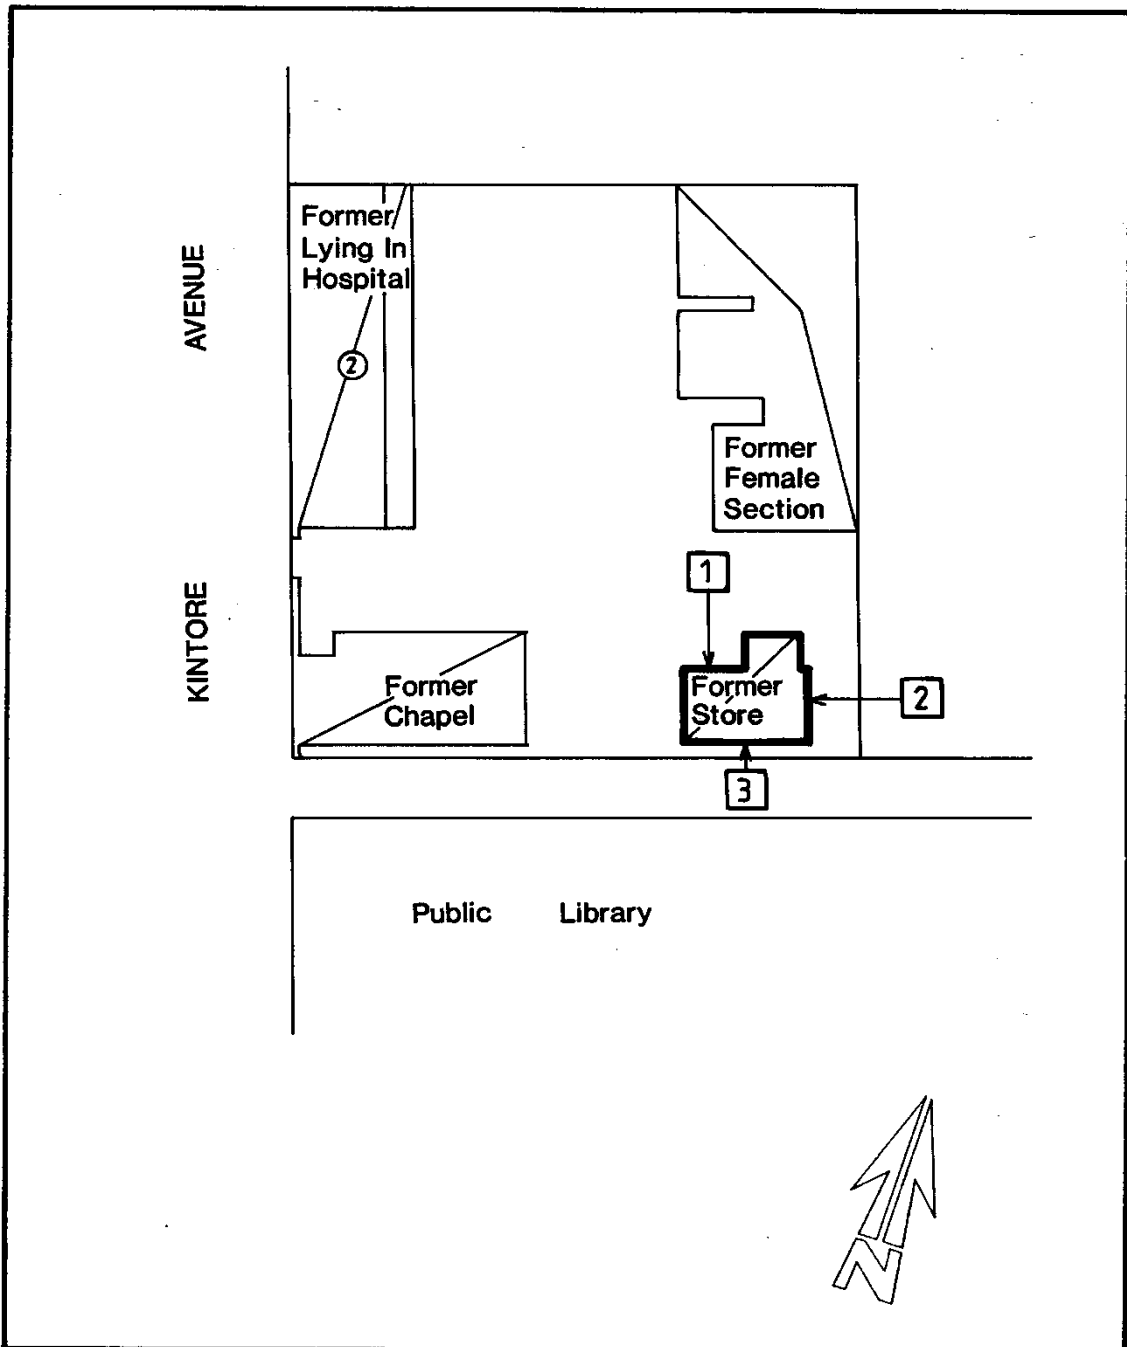 Former
Lying In
Hospital
AVENUE
2
Former
Female
Section
1
KINTORE
Former
Chapel
Former
Store
2
3
Public Library
N